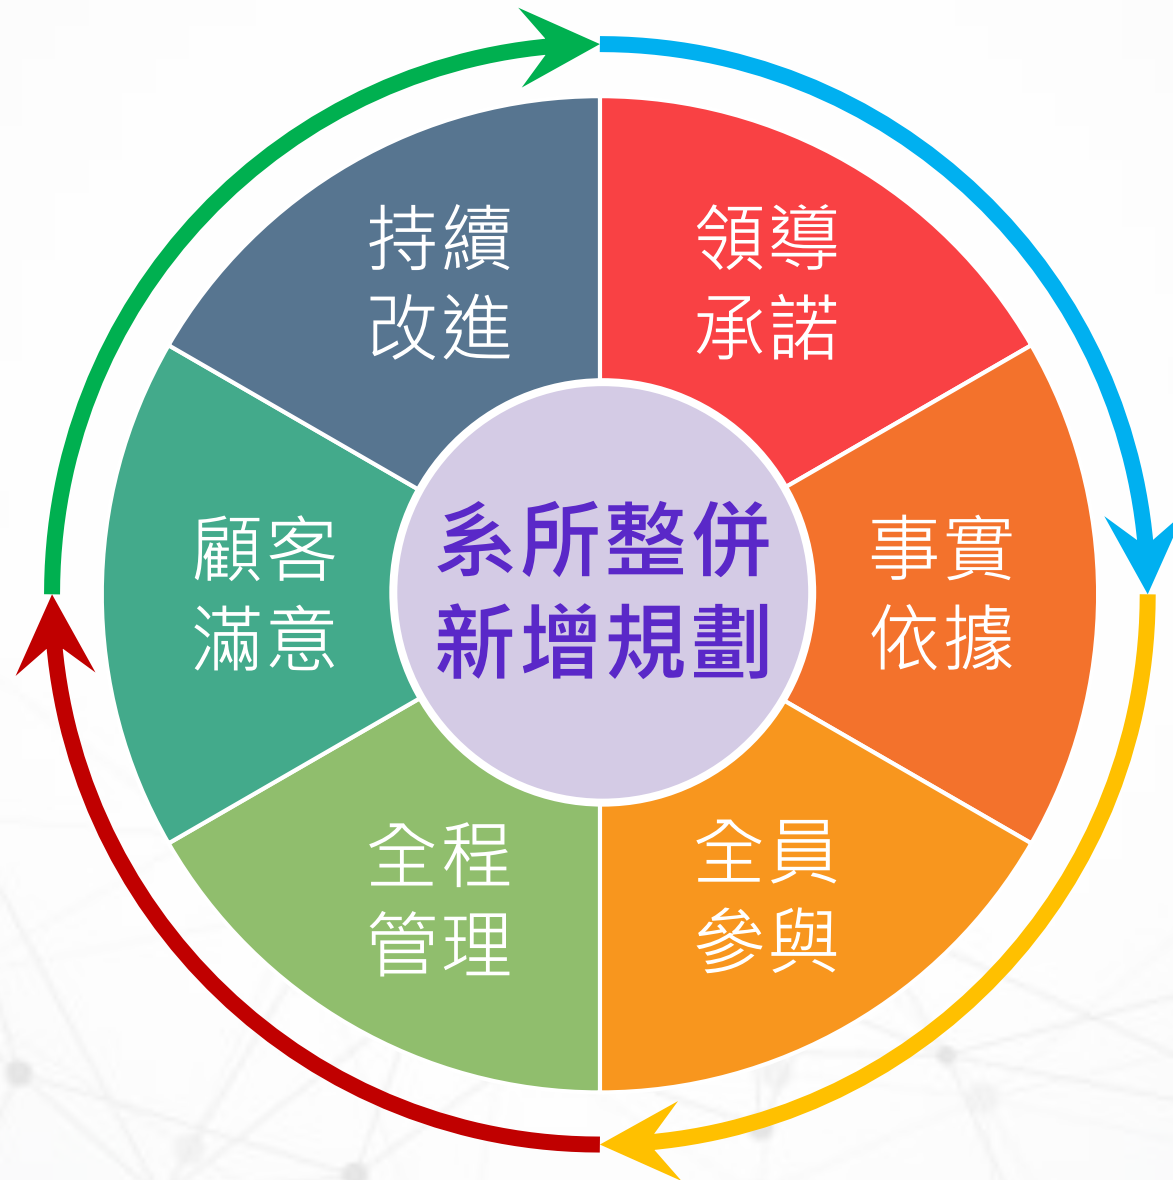 持續
改進
領導
承諾
顧客
滿意
系所整併
新增規劃
事實
依據
全程
管理
全員
參與